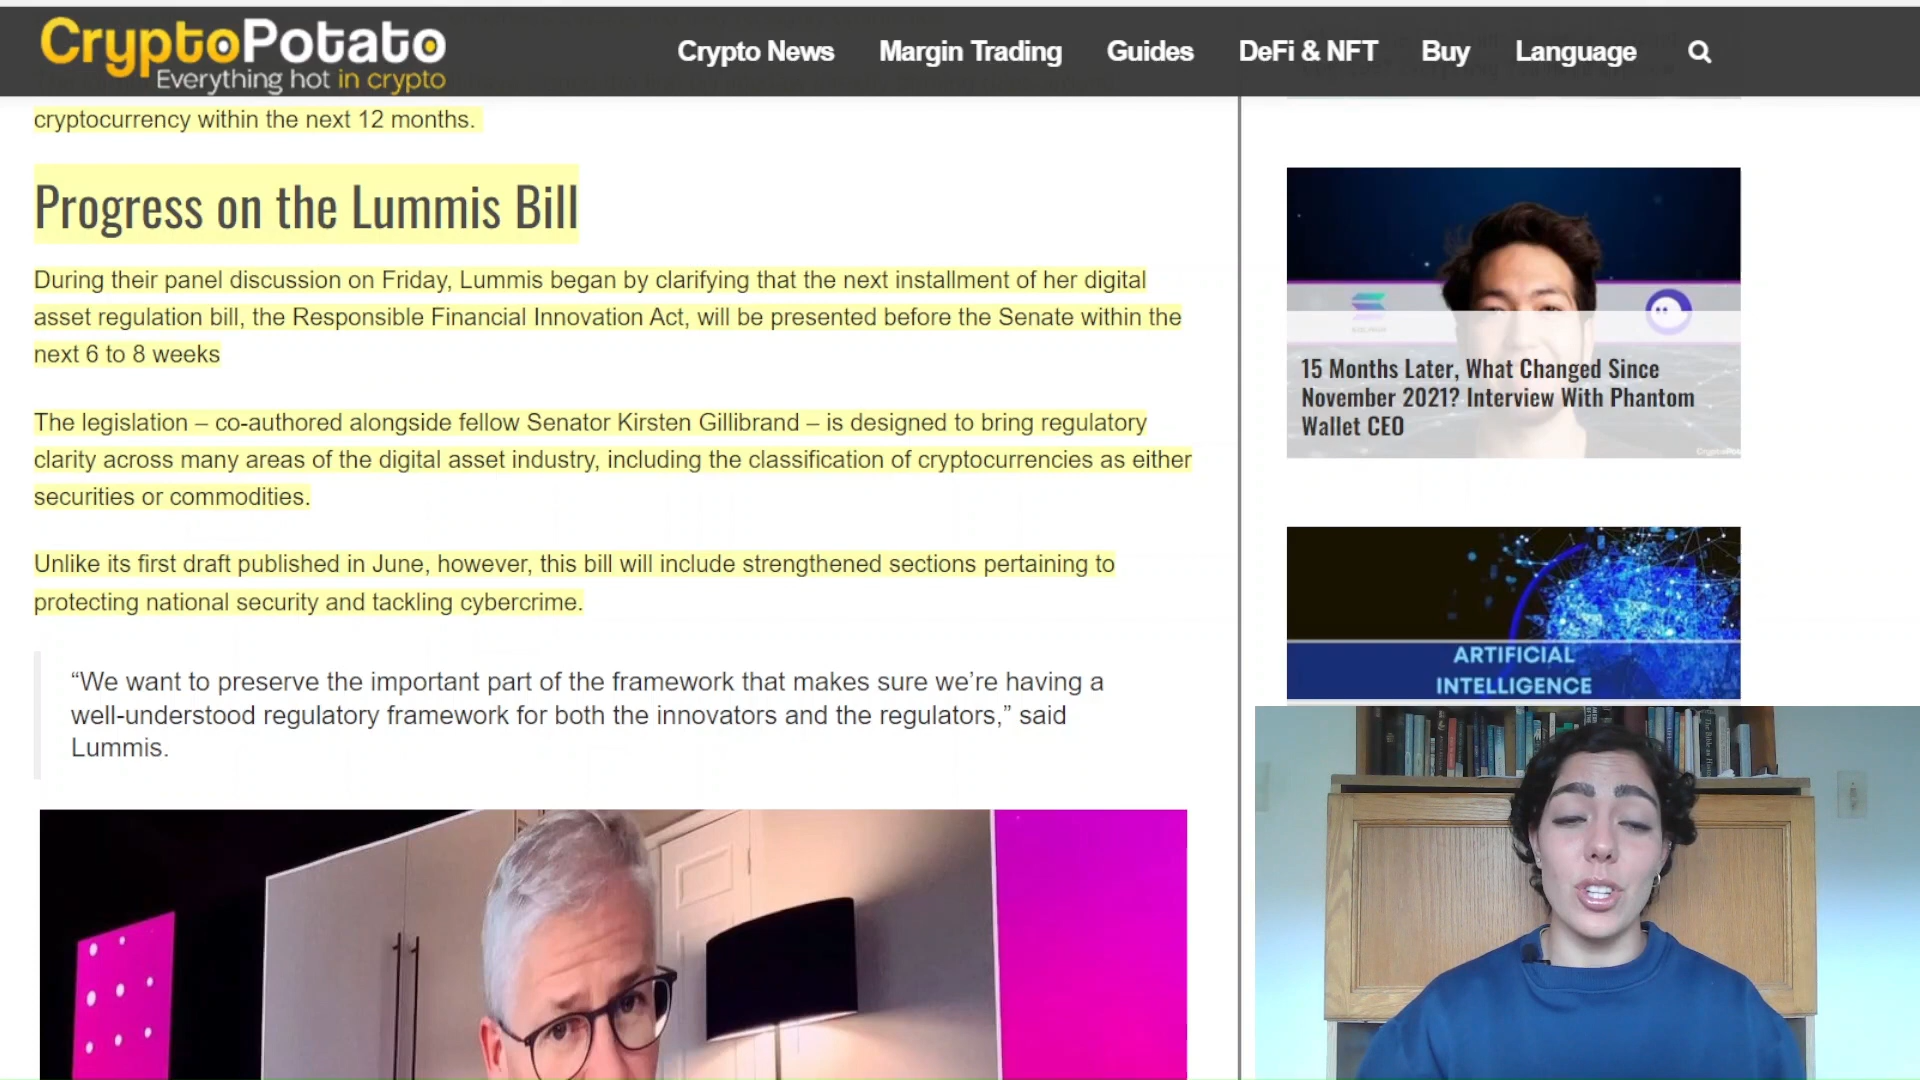 CryptoPotato
Everything hot in crypto
Crypto News Margin Trading Guides DeFi & NFT Buy Language
cryptocurrency within the next 12 months.
Progress on the Lummis Bill
During their panel discussion on Friday, Lummis began by clarifying that the next installment of her digital
asset regulation bill, the Responsible Financial Innovation Act, will be presented before the Senate within the
next 6 to 8 weeks
The legislation – co-authored alongside fellow Senator Kirsten Gillibrand – is designed to bring regulatory
clarity across many areas of the digital asset industry, including the classification of cryptocurrencies as either
securities or commodities.
Unlike its first draft published in June, however, this bill will include strengthened sections pertaining to
protecting national security and tackling cybercrime.
“We want to preserve the important part of the framework that makes sure we’re having a
well-understood regulatory framework for both the innovators and the regulators,” said
Lummis.
15 Months Later, What Changed Since
November 2021? Interview With Phantom
Wallet CEO
ARTIFICIAL
INTELLIGENCE